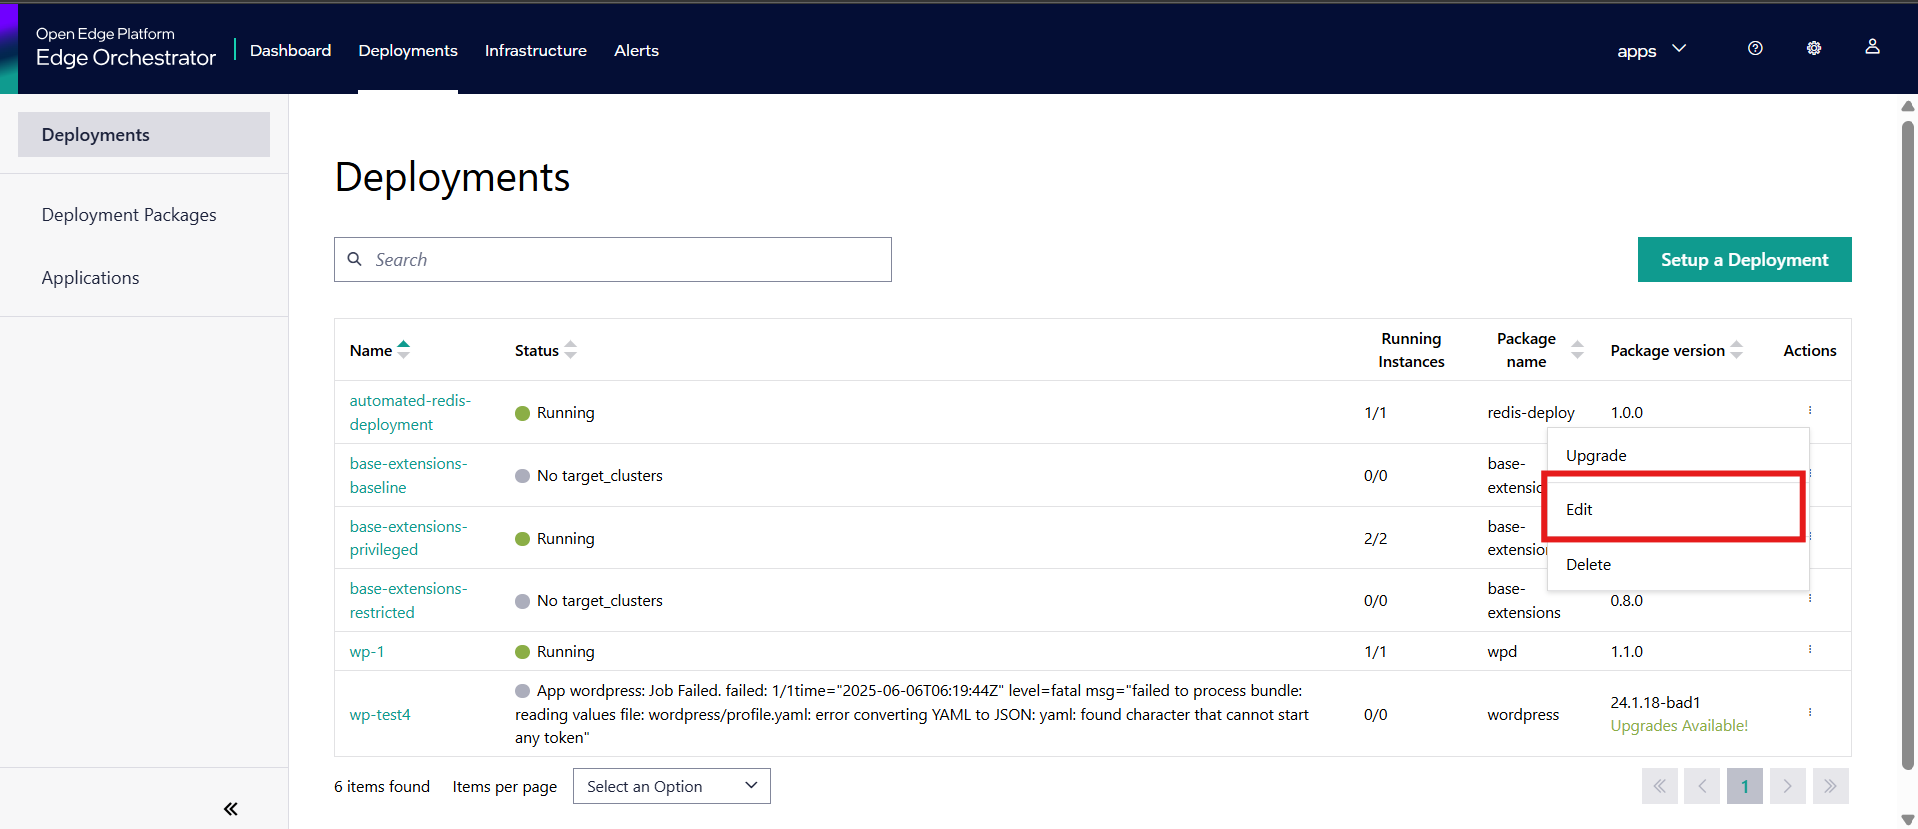 Open Edge Platform
Edge Orchestrator
Dashboard
Deployments
Infrastructure
Alerts
apps
Deployments
Deployment Packages
Applications
Deployments
Search
Setup a Deployment
Name
Status
Running
Instances
Package
name
Package version
Actions
automated-redis-
deployment
Running
1/1
redis-deploy
1.0.0
base-extensions-
baseline
No target_clusters
0/0
base-
base-extensions-
privileged
Running
2/2
base-
base-extensions-
restricted
No target_clusters
0/0
base-
extensions
0.8.0
Upgrade
Edit
Delete
wp-1
Running
1/1
wpd
1.1.0
wp-test4
App wordpress: Job Failed. failed: 1/1time="2025-06-06T06:19:44Z" level=fatal msg="failed to process bundle:
reading values file: wordpress/profile.yaml: error converting YAML to JSON: yaml: found character that cannot start
any token"
0/0
wordpress
24.1.18-bad1
Upgrades Available!
6 items found
Items per page
Select an Option
1